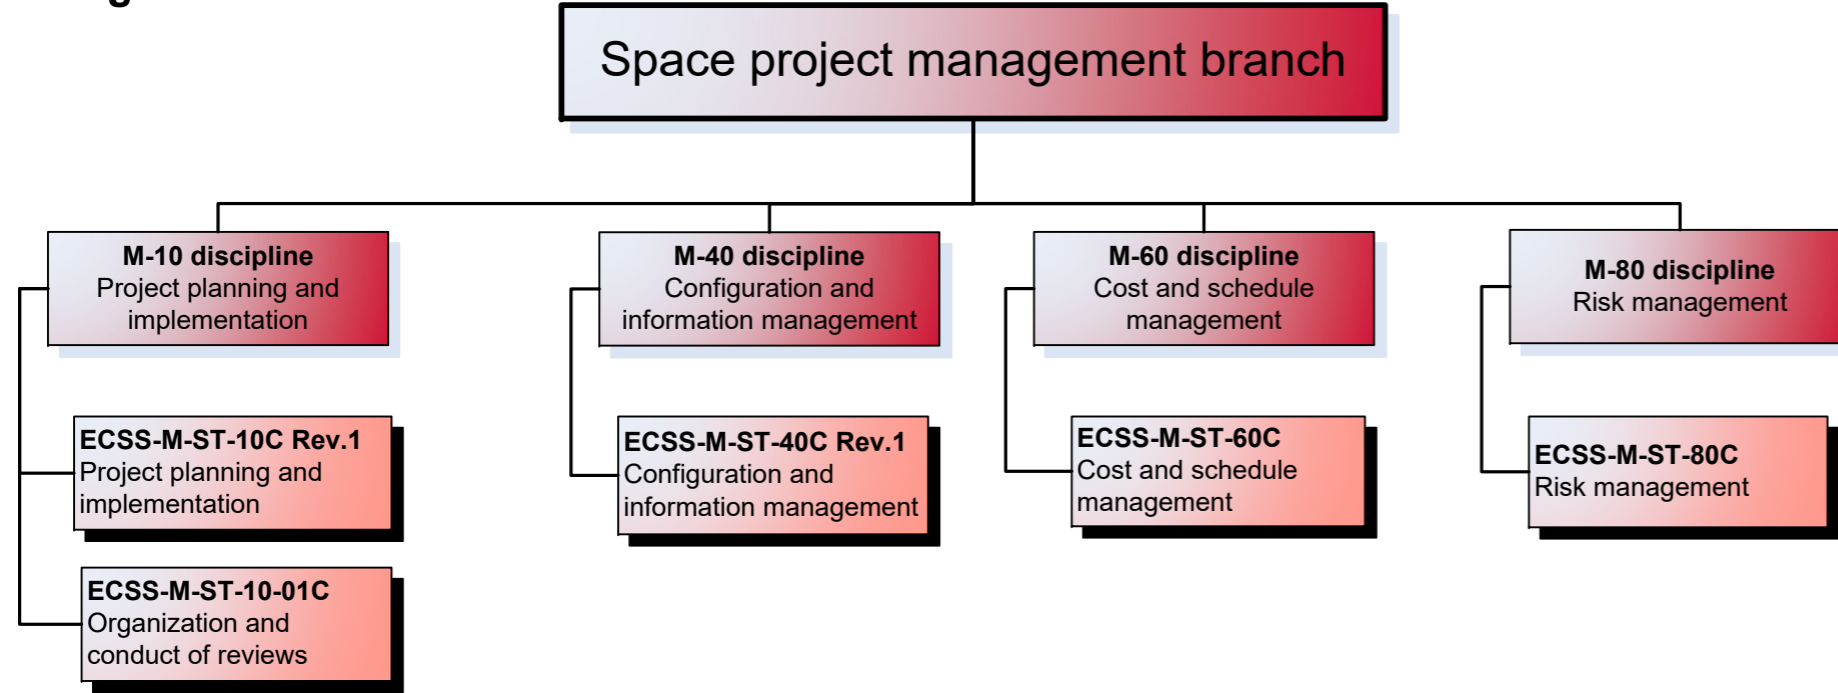 Space project management branch
M-10 discipline
Project planning and
implementation
M-40 discipline
Configuration and
information management
M-60 discipline
Cost and schedule
management
M-80 discipline
Risk management
ECSS-M-ST-10C Rev.1
Project planning and
implementation
ECSS-M-ST-40C Rev.1
Configuration and
information management
ECSS-M-ST-60C
Cost and schedule
management
ECSS-M-ST-80C
Risk management
ECSS-M-ST-10-01C
Organization and
conduct of reviews